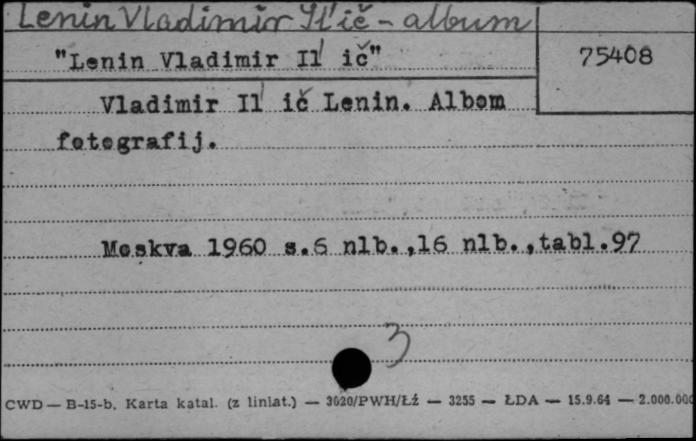 Lenin Vladimir Il'ič - album
"Lenin Vladimir Il'ič"
75408
Vladimir Il'ič Lenin. Albom
fotografij.
Moskva 1960 s.6 nlb.,16 nlb.,tabl.97
3
CWD — B-15-b. Karta katal. (z liniat.) — 3020/PWH/Łź — 3255 — ŁDA — 15.9.64 — 2.000.000